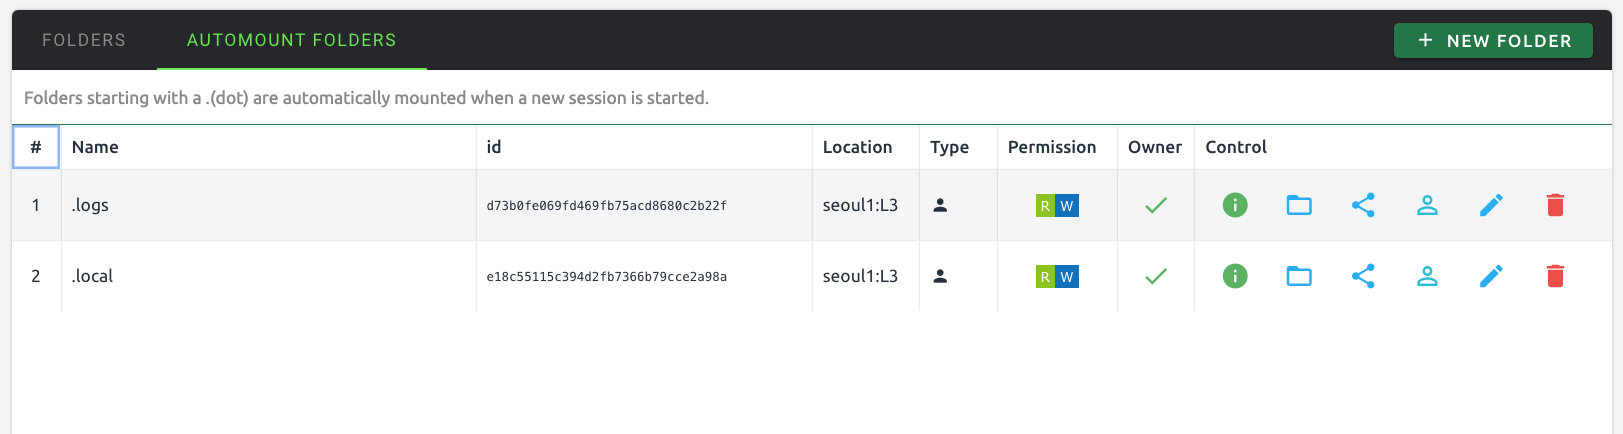 FOLDERS AUTOMOUNT FOLDERS + NEW FOLDER
Folders starting with a .(dot) are automatically mounted when a new session is started.
# Name id Location Type Permission Owner Control
1 .logs d73b0fe069fd469fb75acd8680c2b22f seoul1:L3 R W
2 .local e18c55115c394d2fb7366b79cce2a98a seoul1:L3 R W